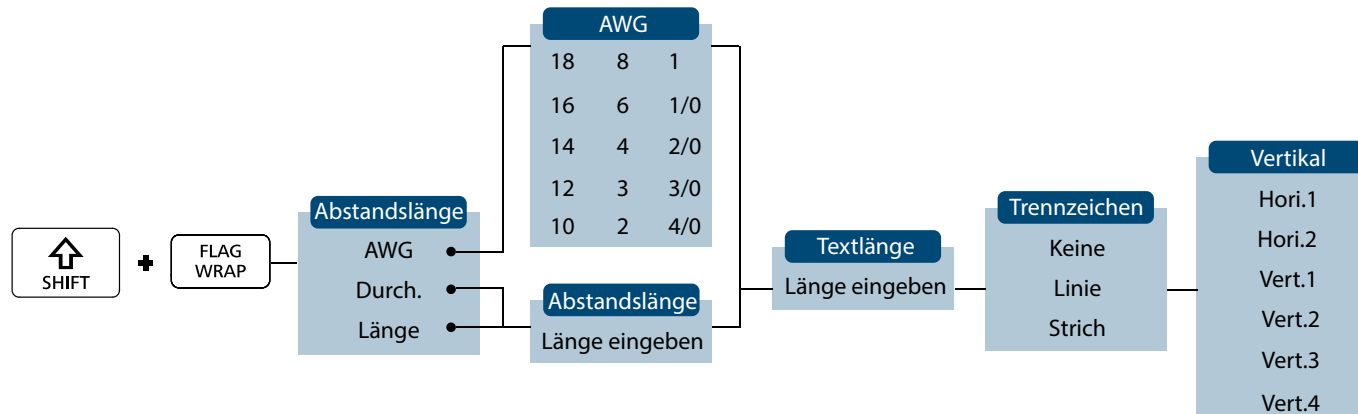 SHIFT
+
FLAG
WRAP
Abstandslänge
AWG
Durch.
Länge
AWG
18 8 1
16 6 1/0
14 4 2/0
12 3 3/0
10 2 4/0
Abstandslänge
Länge eingeben
Textlänge
Länge eingeben
Trennzeichen
Keine
Linie
Strich
Vertikal
Hori.1
Hori.2
Vert.1
Vert.2
Vert.3
Vert.4